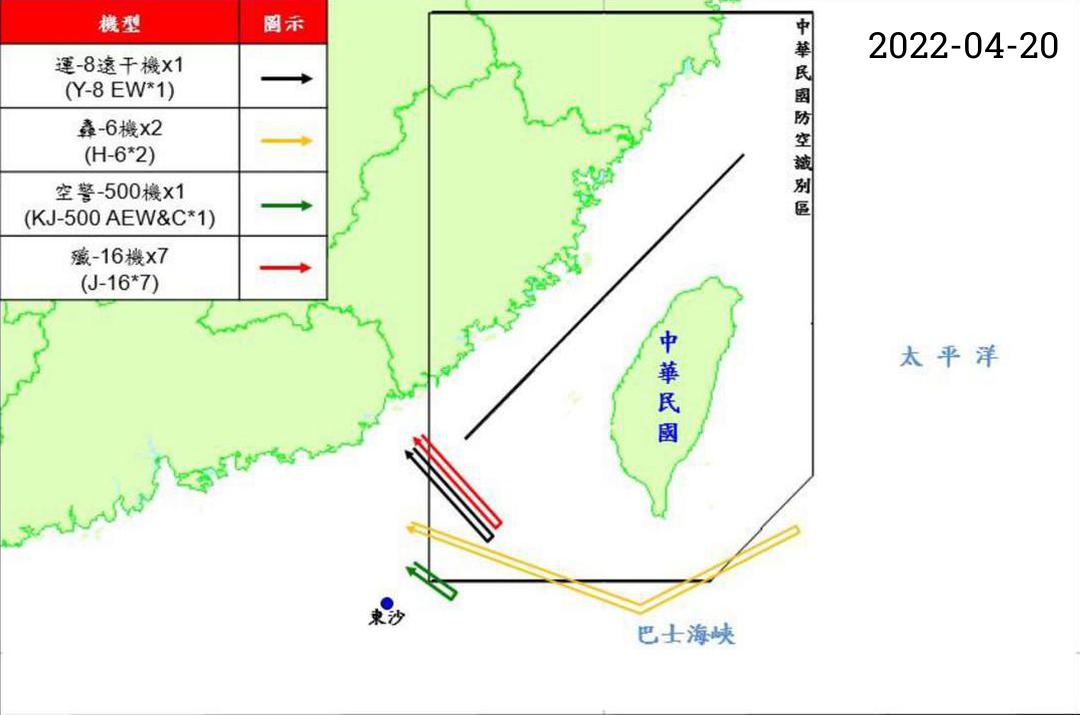 機型
圖示
運-8遠干機x1
(Y-8 EW*1)
轟-6機x2
(H-6*2)
空警-500機x1
(KJ-500 AEW&C*1)
殲-16機x7
(J-16*7)
中華民國防空識別區
2022-04-20
中華民國
太平洋
東沙
巴士海峽